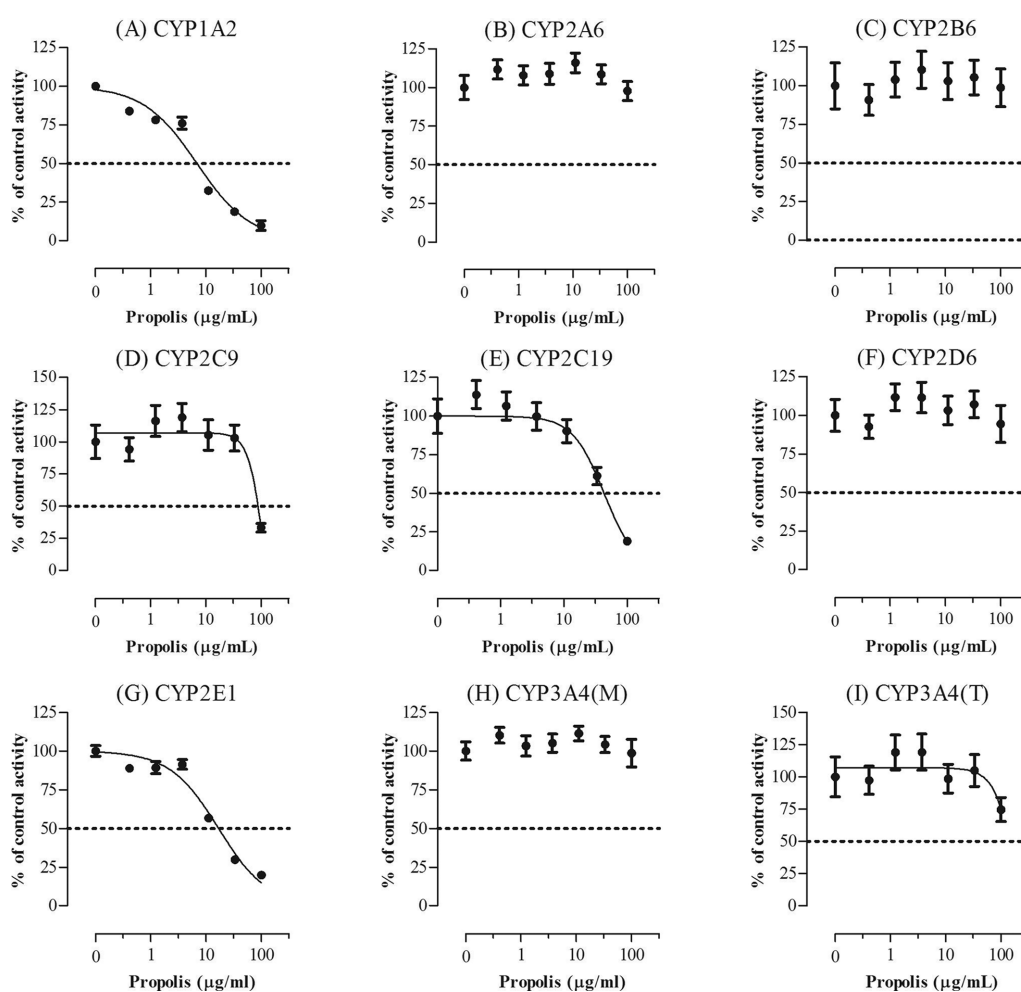 (A) CYP1A2
% of control activity
125
100
75
50
25
0
0 1 10 100
Propolis (μg/mL)
(B) CYP2A6
% of control activity
125
100
75
50
25
0
0 1 10 100
Propolis (μg/mL)
(C) CYP2B6
% of control activity
125
100
75
50
25
0
0 1 10 100
Propolis (μg/mL)
(D) CYP2C9
% of control activity
150
125
100
75
50
25
0
0 1 10 100
Propolis (μg/mL)
(E) CYP2C19
% of control activity
125
100
75
50
25
0
0 1 10 100
Propolis (μg/mL)
(F) CYP2D6
% of control activity
125
100
75
50
25
0
0 1 10 100
Propolis (μg/mL)
(G) CYP2E1
% of control activity
125
100
75
50
25
0
0 1 10 100
Propolis (μg/ml)
(H) CYP3A4(M)
% of control activity
125
100
75
50
25
0
0 1 10 100
Propolis (μg/ml)
(I) CYP3A4(T)
% of control activity
150
125
100
75
50
25
0
0 1 10 100
Propolis (μg/mL)